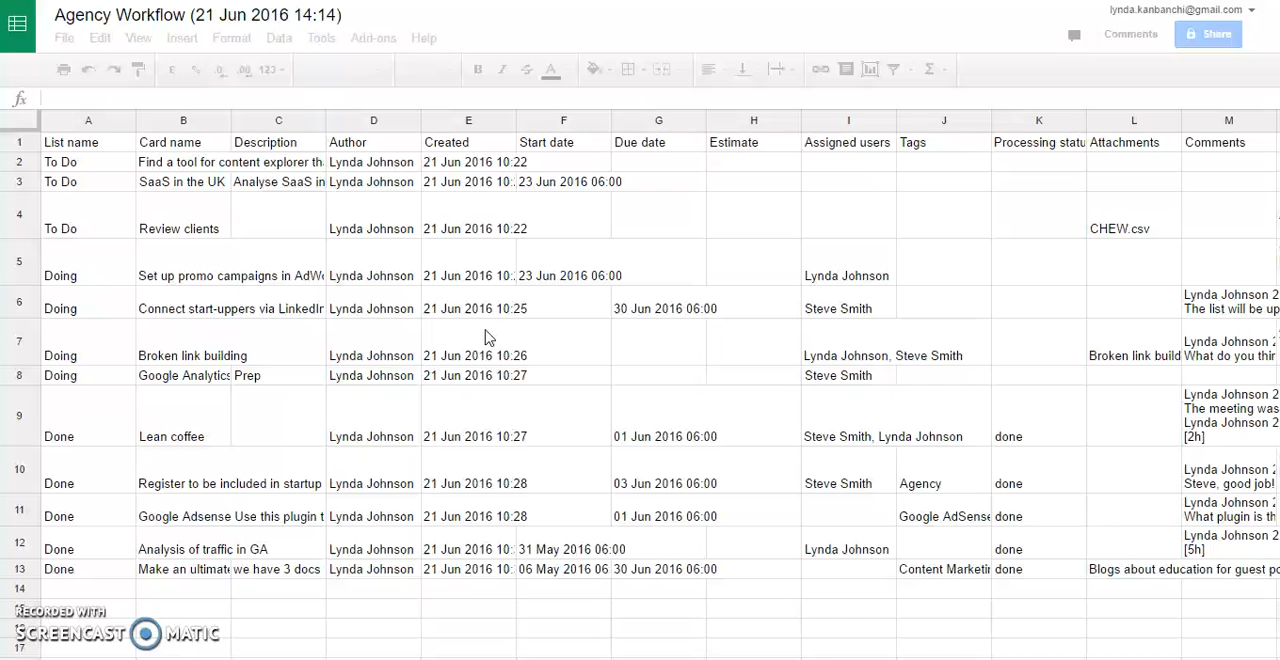 Agency Workflow (21 Jun 2016 14:14)
lynda.kanbanchi@gmail.com
File Edit View Insert Format Data Tools Add-ons Help
Comments Share
£ % .0 .00 123 B I S A Σ
fx
A B C D E F G H I J K L M
1 List name Card name Description Author Created Start date Due date Estimate Assigned users Tags Processing statu Attachments Comments
2 To Do Find a tool for content explorer tha Lynda Johnson 21 Jun 2016 10:22
3 To Do SaaS in the UK Analyse SaaS in Lynda Johnson 21 Jun 2016 10: 23 Jun 2016 06:00
4 To Do Review clients Lynda Johnson 21 Jun 2016 10:22 CHEW.csv
5 Doing Set up promo campaigns in AdWo Lynda Johnson 21 Jun 2016 10: 23 Jun 2016 06:00 Lynda Johnson
Lynda Johnson 2
6 Doing Connect start-uppers via LinkedIn Lynda Johnson 21 Jun 2016 10:25 30 Jun 2016 06:00 Steve Smith The list will be up
Lynda Johnson 2
7 Doing Broken link building Lynda Johnson 21 Jun 2016 10:26 Lynda Johnson, Steve Smith Broken link build What do you thin
8 Doing Google Analytics Prep Lynda Johnson 21 Jun 2016 10:27 Steve Smith
Lynda Johnson 2
The meeting was
Lynda Johnson 2
9 Done Lean coffee Lynda Johnson 21 Jun 2016 10:27 01 Jun 2016 06:00 Steve Smith, Lynda Johnson done [2h]
Lynda Johnson 2
10 Done Register to be included in startup Lynda Johnson 21 Jun 2016 10:28 03 Jun 2016 06:00 Steve Smith Agency done Steve, good job!
Lynda Johnson 2
11 Done Google Adsense Use this plugin t Lynda Johnson 21 Jun 2016 10:28 01 Jun 2016 06:00 Google AdSense done What plugin is th
Lynda Johnson 2
12 Done Analysis of traffic in GA Lynda Johnson 21 Jun 2016 10: 31 May 2016 06:00 Lynda Johnson done [5h]
13 Done Make an ultimate we have 3 docs Lynda Johnson 21 Jun 2016 10: 06 May 2016 06 30 Jun 2016 06:00 Content Marketin done Blogs about education for guest po
14
RECORDED WITH
SCREENCAST MATIC
17